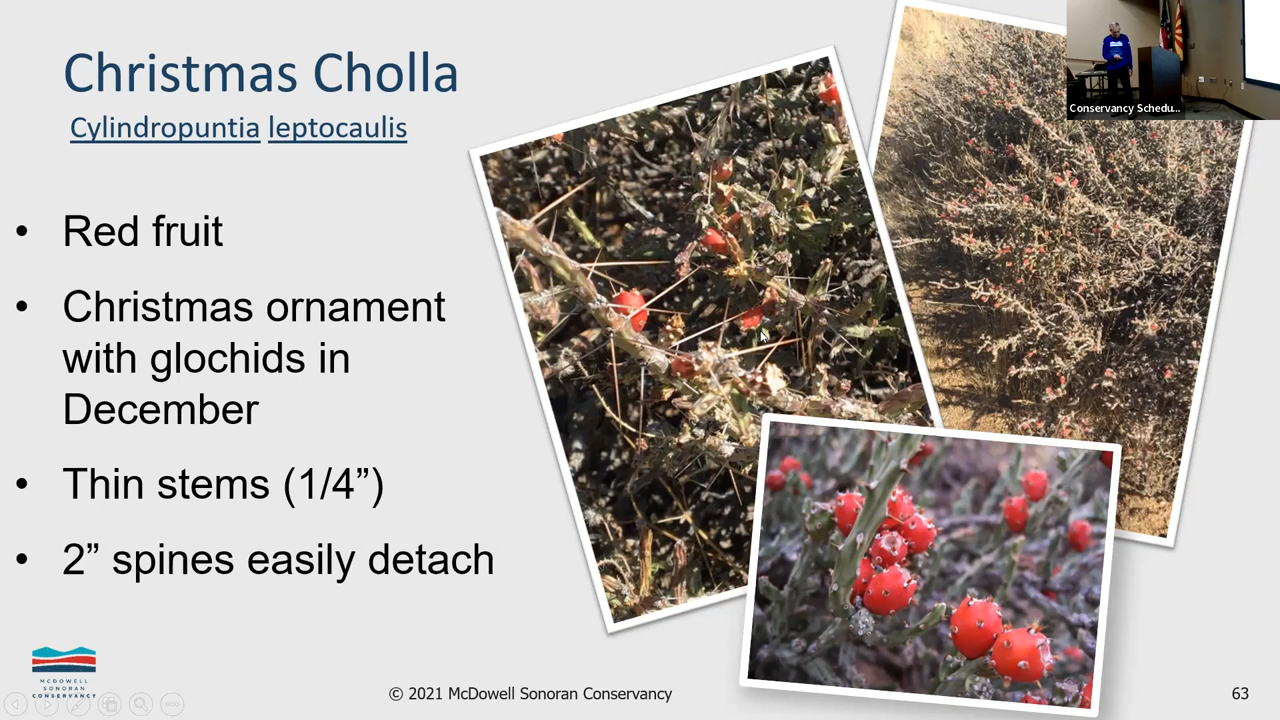 Christmas Cholla
Cylindropuntia leptocaulis
• Red fruit
• Christmas ornament
with glochids in
December
• Thin stems (1/4”)
• 2” spines easily detach
Conservancy Schedu...
MCDOWELL
SONORAN
CONSERVANCY
© 2021 McDowell Sonoran Conservancy
63